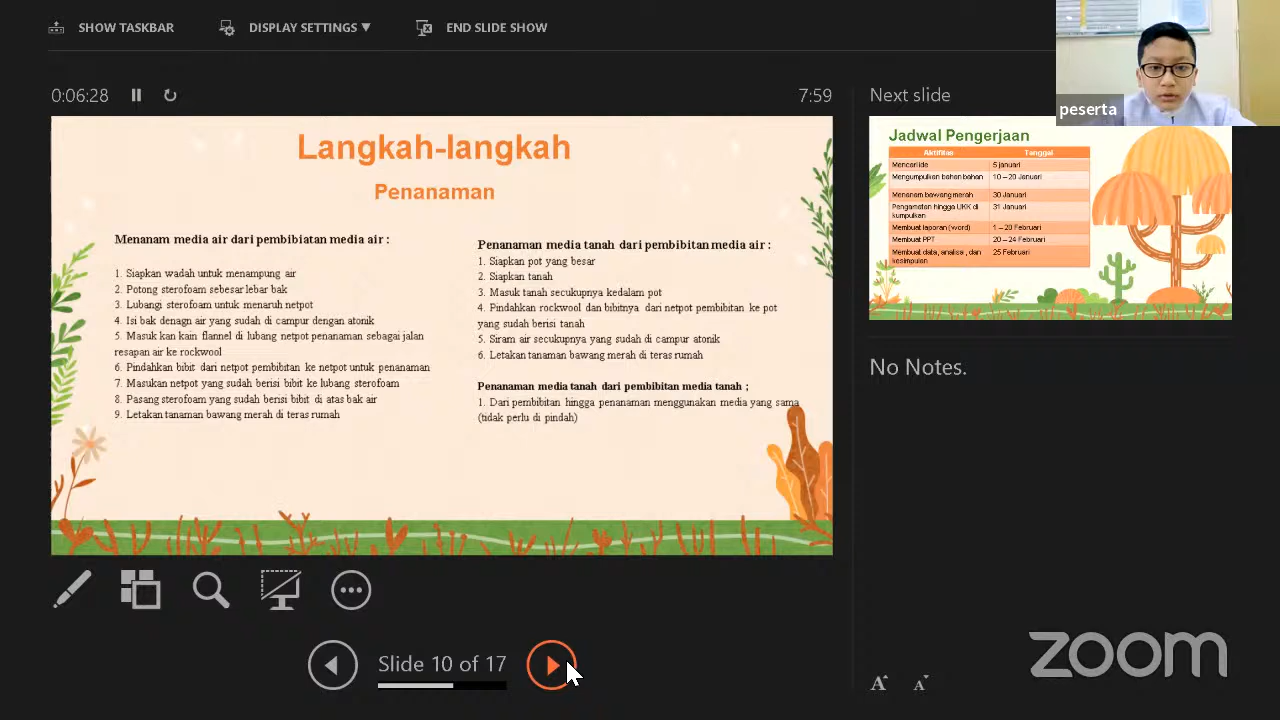 SHOW TASKBAR
DISPLAY SETTINGS ▼
END SLIDE SHOW
0:06:28
7:59
Next slide
peserta
Langkah-langkah
Penanaman
Menanam media air dari pembibiatan media air :
1. Siapkan wadah untuk menampung air
2. Potong sterofoam sebesar lebar bak
3. Lubangi sterofoam untuk menaruh netpot
4. Isi bak denagn air yang sudah di campur dengan atonik
5. Masuk kan kain flannel di lubang netpot penanaman sebagai jalan
resapan air ke rockwool
6. Pindahkan bibit dari netpot pembibitan ke netpot untuk penanaman
7. Masukan netpot yang sudah berisi bibit ke lubang sterofoam
8. Pasang sterofoam yang sudah berisi bibit di atas bak air
9. Letakan tanaman bawang merah di teras rumah
Penanaman media tanah dari pembibitan media air :
1. Siapkan pot yang besar
2. Siapkan tanah
3. Masuk tanah secukupnya kedalam pot
4. Pindahkan rockwool dan bibitnya dari netpot pembibitan ke pot
yang sudah berisi tanah
5. Siram air secukupnya yang sudah di campur atonik
6. Letakan tanaman bawang merah di teras rumah
Penanaman media tanah dari pembibitan media tanah ;
1. Dari pembibitan hingga penanaman menggunakan media yang sama
(tidak perlu di pindah)
Jadwal Pengerjaan
Aktifitas Tanggal
Mencari ide 5 januari
Mengumpulkan bahan bahan 10 – 20 Januari
Menanam bawang merah 30 Januari
Pengamatan hingga UKK di 31 Januari
kumpulkan
Membuat laporan (word) 1 – 20 Februari
Membuat PPT 20 – 24 Februari
Membuat data, analisa, dan 25 Februari
kesimpulan
No Notes.
Slide 10 of 17
A A
zoom